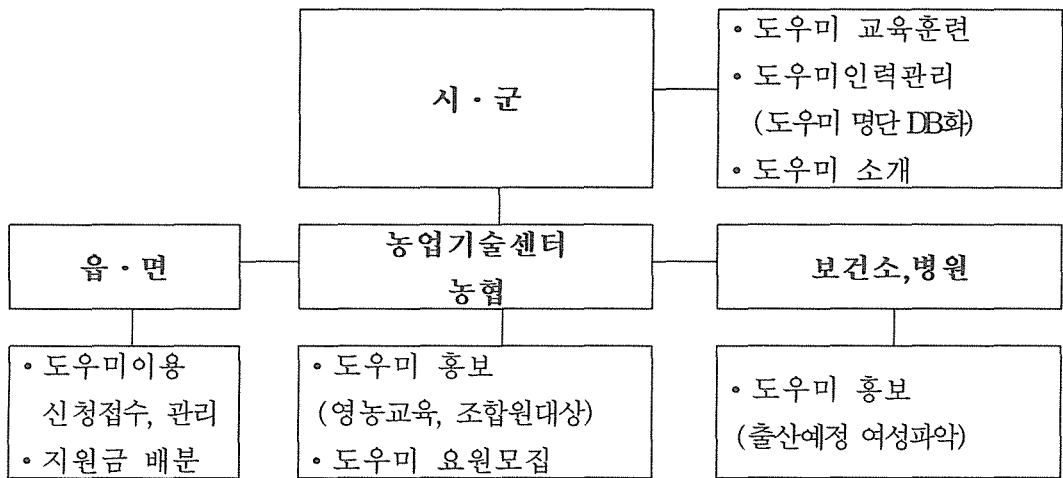 시 · 군
• 도우미 교육훈련
• 도우미인력관리
(도우미 명단 DB화)
• 도우미 소개
읍 · 면
농업기술센터
농협
보건소,병원
• 도우미이용
신청접수, 관리
• 지원금 배분
• 도우미 홍보
(영농교육, 조합원대상)
• 도우미 요원모집
• 도우미 홍보
(출산예정 여성파악)